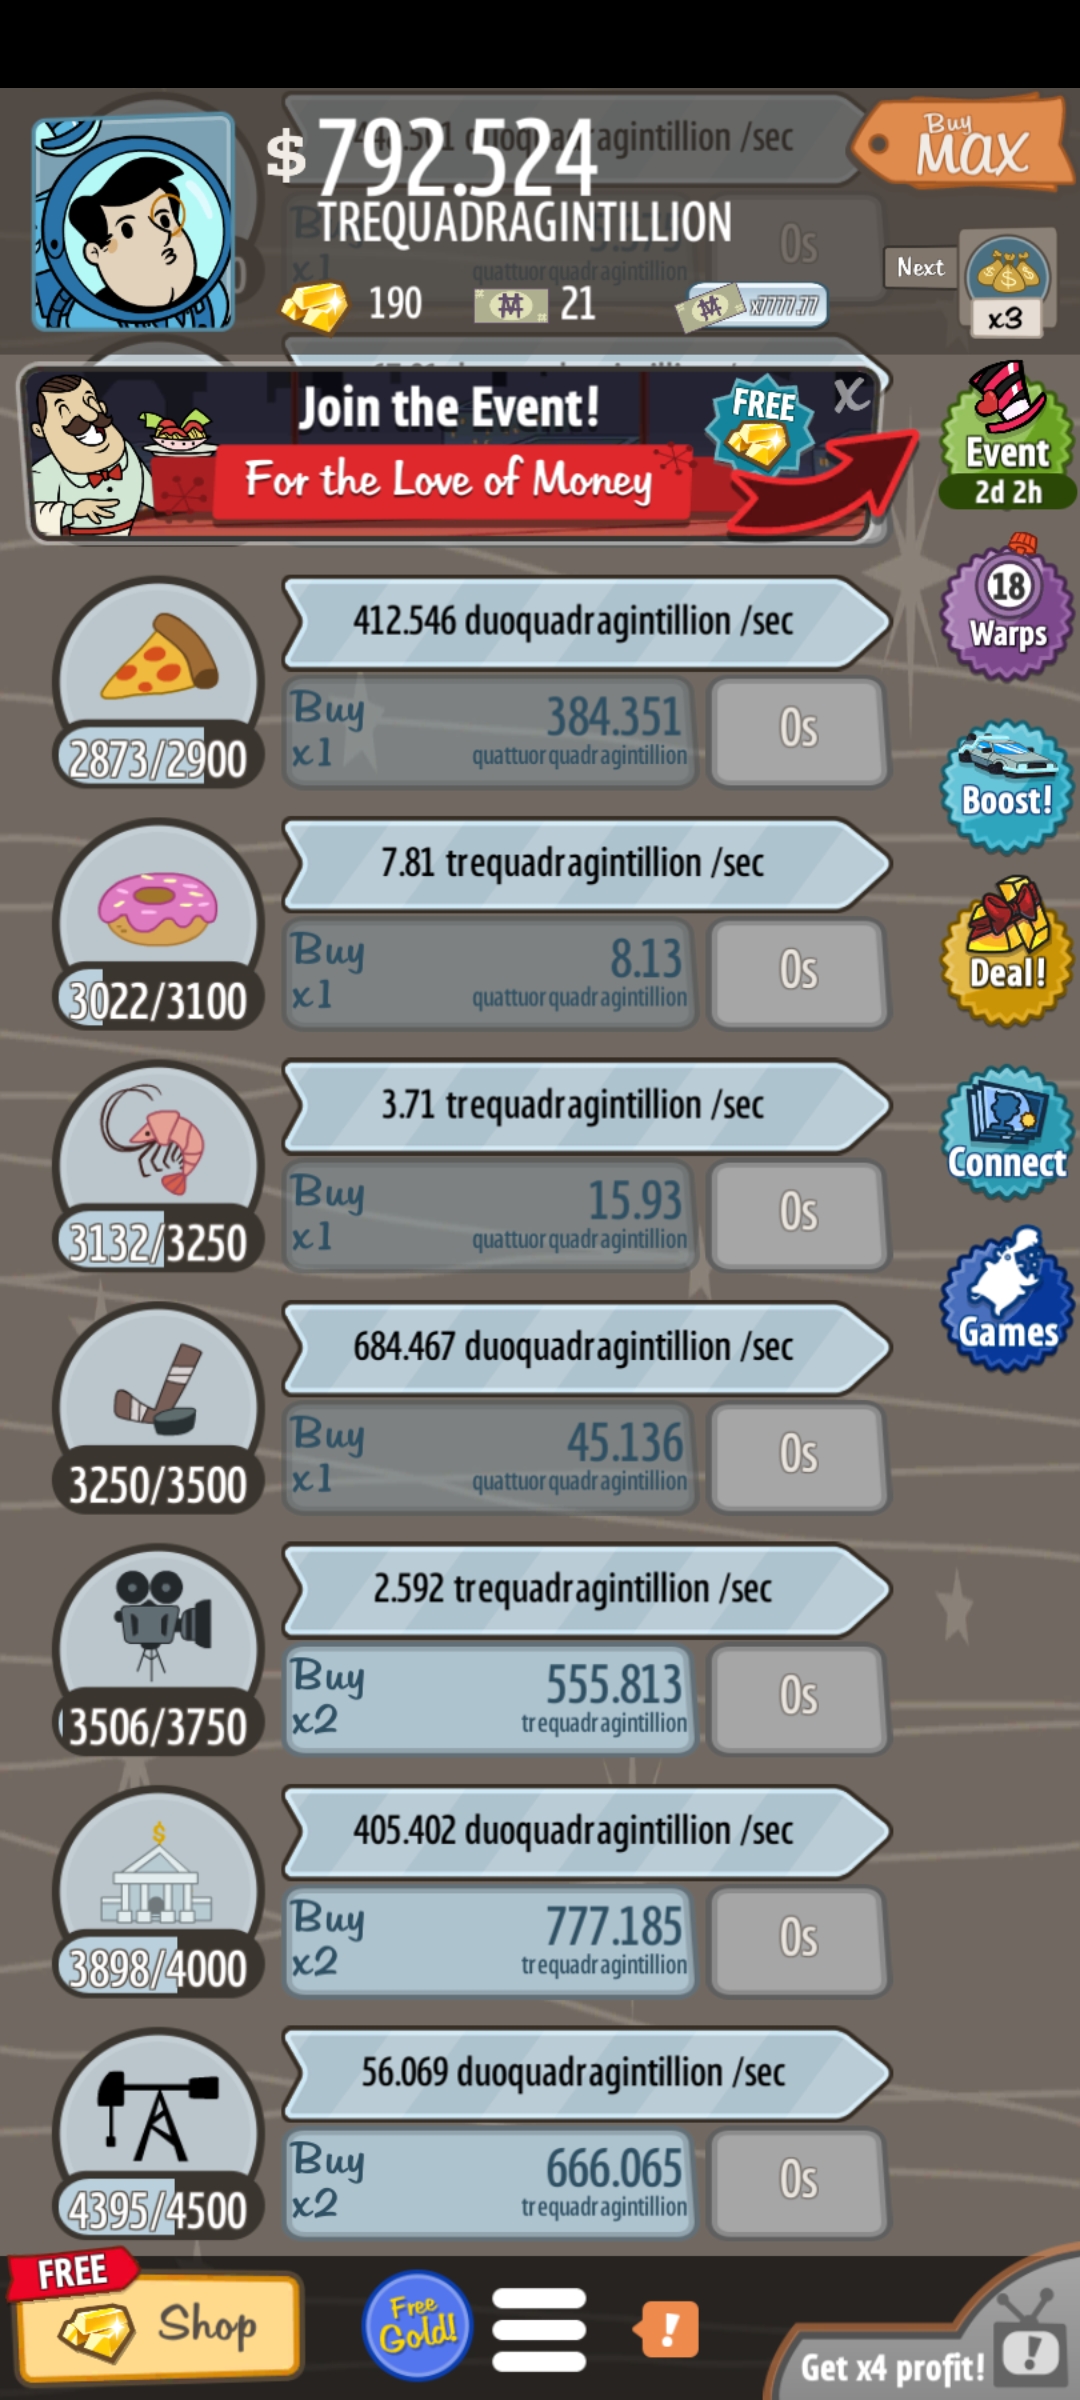 $ 792.524
TREQUADRAGINTILLION
190
21
x7777.77
Buy
MAX
Next
x3
Join the Event!
FREE
X
For the Love of Money
Event
2d 2h
18
Warps
412.546 duoquadragintillion /sec
2873/2900
Buy
x1
384.351
quattuorquadragintillion
0s
Boost!
7.81 trequadragintillion /sec
3022/3100
Buy
x1
8.13
quattuorquadragintillion
0s
Deal!
3.71 trequadragintillion /sec
3132/3250
Buy
x1
15.93
quattuorquadragintillion
0s
Connect
684.467 duoquadragintillion /sec
3250/3500
Buy
x1
45.136
quattuorquadragintillion
0s
Games
2.592 trequadragintillion /sec
3506/3750
Buy
x2
555.813
trequadragintillion
0s
405.402 duoquadragintillion /sec
3898/4000
Buy
x2
777.185
trequadragintillion
0s
56.069 duoquadragintillion /sec
4395/4500
Buy
x2
666.065
trequadragintillion
0s
FREE
Shop
Free
Gold!
!
Get x4 profit!
!